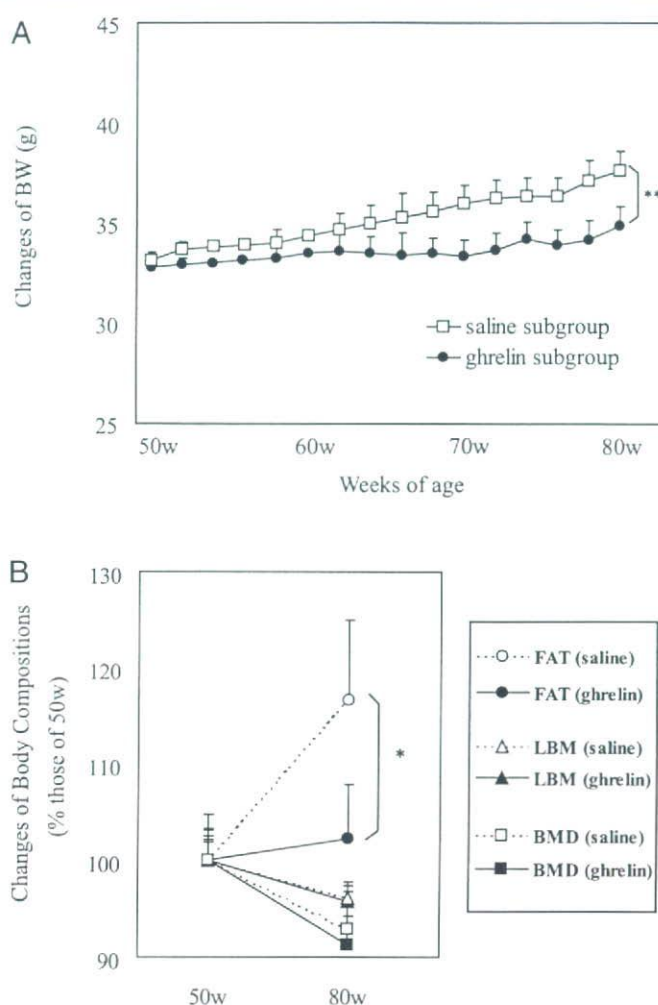 A
Changes of BW (g)
45
40
35
30
25
**
saline subgroup
ghrelin subgroup
50w 60w 70w 80w
Weeks of age
B
Changes of Body Compositions
(% those of 50w)
130
120
110
100
90
*
50w 80w
FAT (saline)
FAT (ghrelin)
LBM (saline)
LBM (ghrelin)
BMD (saline)
BMD (ghrelin)